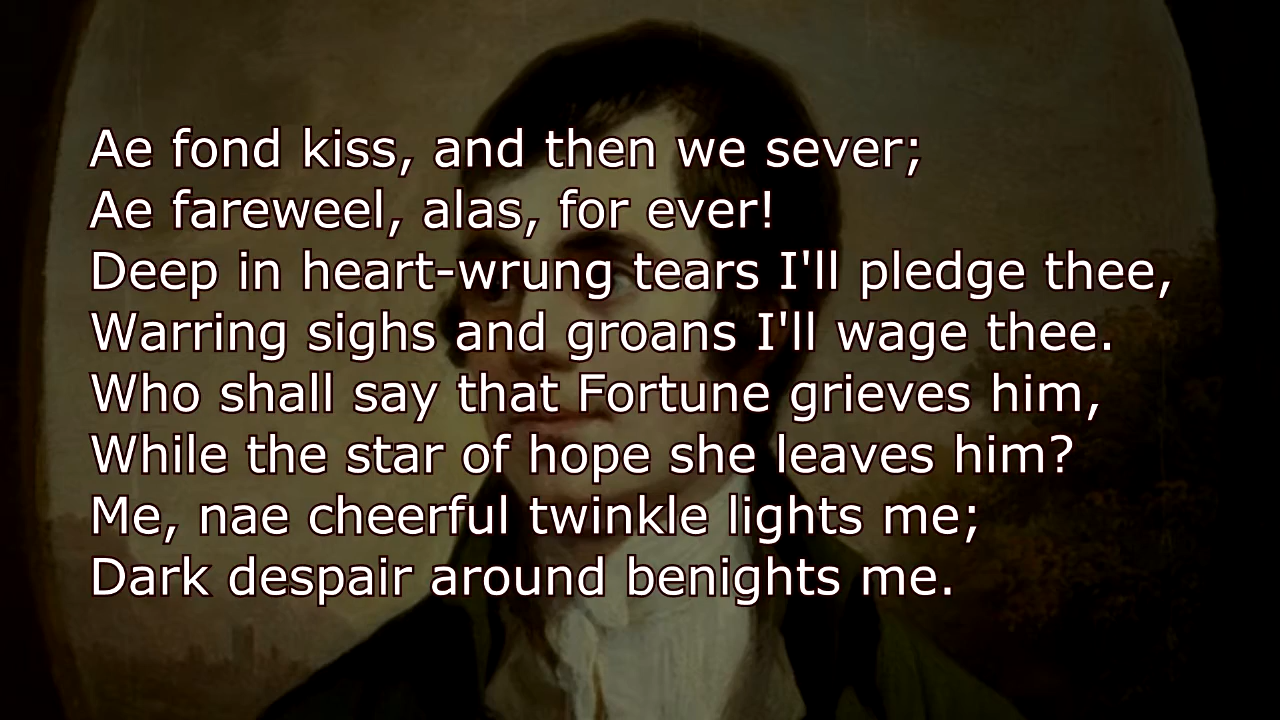 Ae fond kiss, and then we sever;
Ae fareweel, alas, for ever!
Deep in heart-wrung tears I'll pledge thee,
Warring sighs and groans I'll wage thee.
Who shall say that Fortune grieves him,
While the star of hope she leaves him?
Me, nae cheerful twinkle lights me;
Dark despair around benights me.